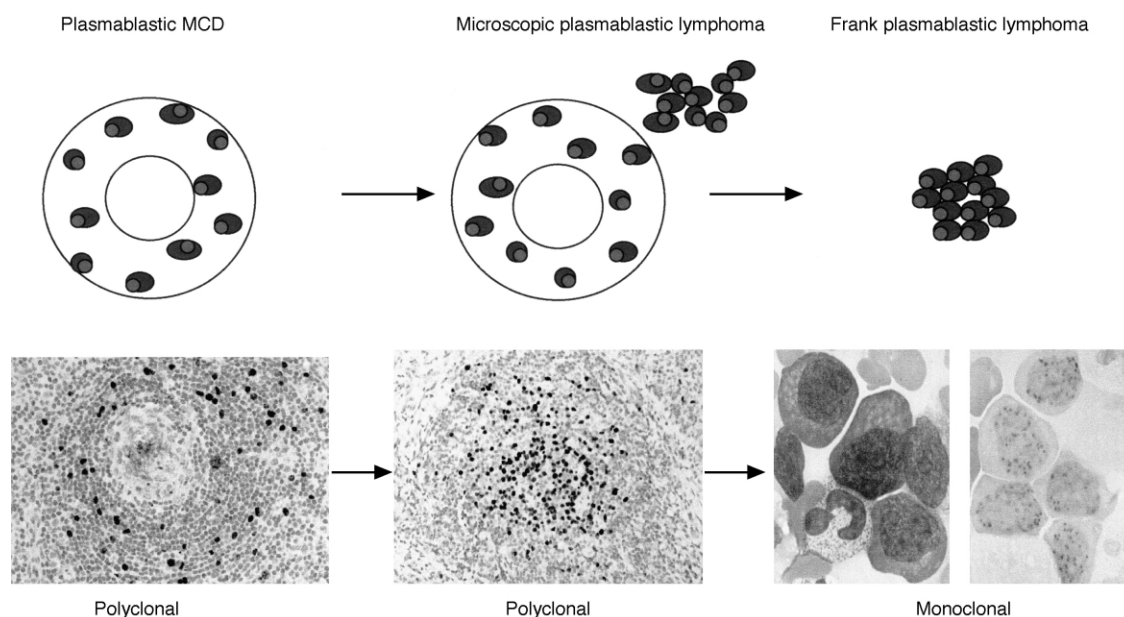 Plasmablastic MCD
Microscopic plasmablastic lymphoma
Frank plasmablastic lymphoma
Polyclonal
Polyclonal
Monoclonal